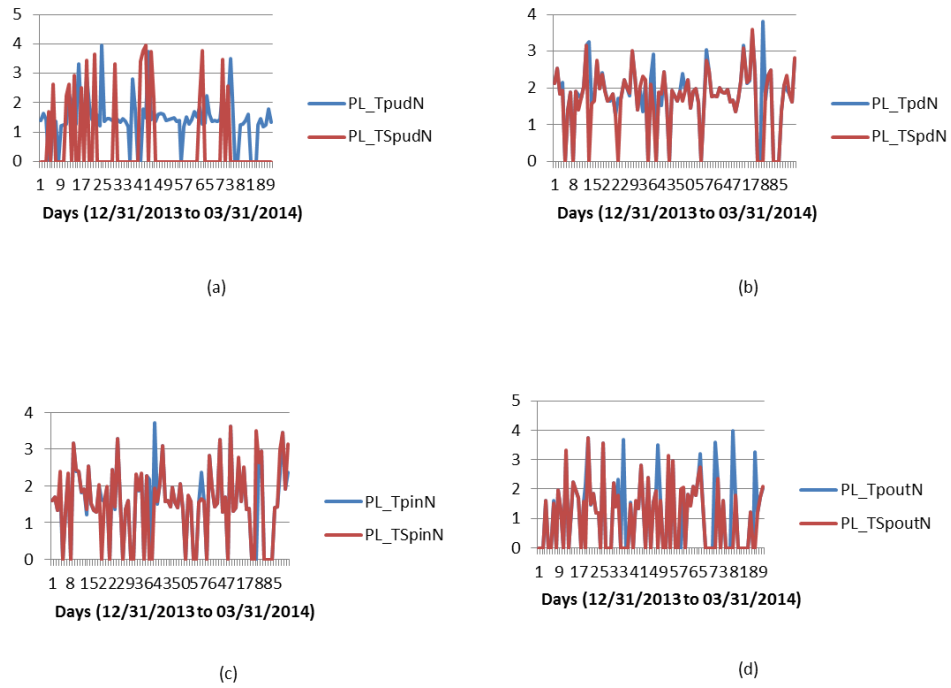 5
4
3
2
1
0
1 9 17 25 33 41 49 57 65 73 81 89
PL_TpudN
PL_TSpudN
Days (12/31/2013 to 03/31/2014)
(a)
4
3
2
1
0
1 8 15 22 29 36 43 50 57 64 71 78 85
PL_TpdN
PL_TSpdN
Days (12/31/2013 to 03/31/2014)
(b)
4
3
2
1
0
1 8 15 22 29 36 43 50 57 64 71 78 85
PL_TpinN
PL_TSpinN
Days (12/31/2013 to 03/31/2014)
(c)
5
4
3
2
1
0
1 9 17 25 33 41 49 57 65 73 81 89
PL_TpoutN
PL_TSpoutN
Days (12/31/2013 to 03/31/2014)
(d)